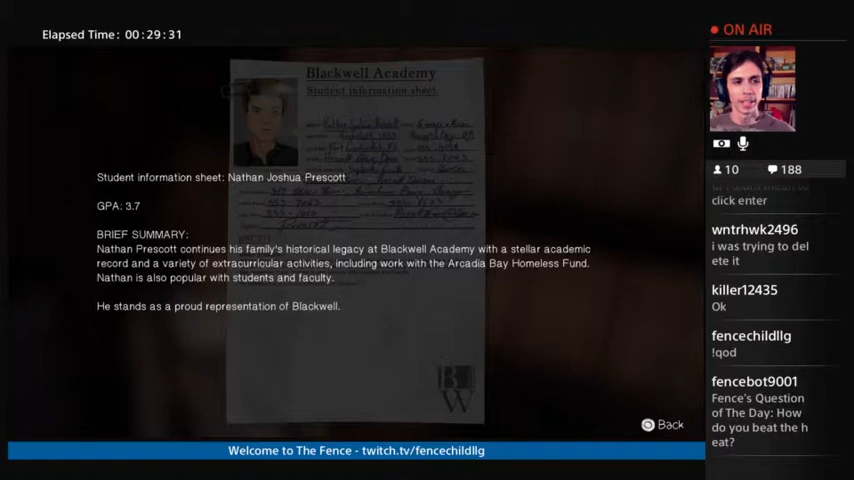 Elapsed Time: 00:29:31
ON AIR
Blackwell Academy
Student information sheet
Student information sheet: Nathan Joshua Prescott
GPA: 3.7
BRIEF SUMMARY:
Nathan Prescott continues his family's historical legacy at Blackwell Academy with a stellar academic
record and a variety of extracurricular activities, including work with the Arcadia Bay Homeless Fund.
Nathan is also popular with students and faculty.
He stands as a proud representation of Blackwell.
B
W
Back
Welcome to The Fence - twitch.tv/fencechildllg
10
188
click enter
wntrhwk2496
i was trying to del
ete it
killer12435
Ok
fencechildllg
!qod
fencebot9001
Fence's Question
of The Day: How
do you beat the h
eat?